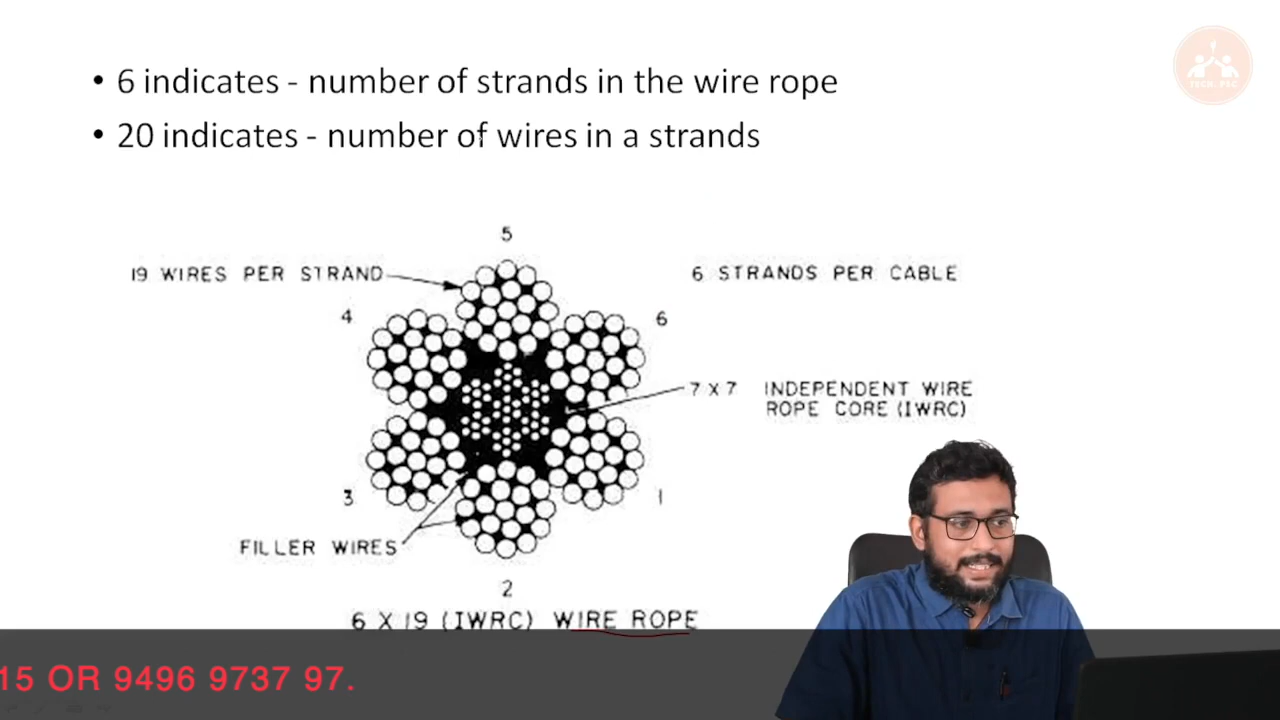 • 6 indicates - number of strands in the wire rope
• 20 indicates - number of wires in a strands
TECH PSC
5
19 WIRES PER STRAND
6 STRANDS PER CABLE
4
6
7 X 7 INDEPENDENT WIRE
ROPE CORE (IWRC)
3
1
FILLER WIRES
2
6 X 19 (IWRC) WIRE ROPE
15 OR 9496 9737 97.